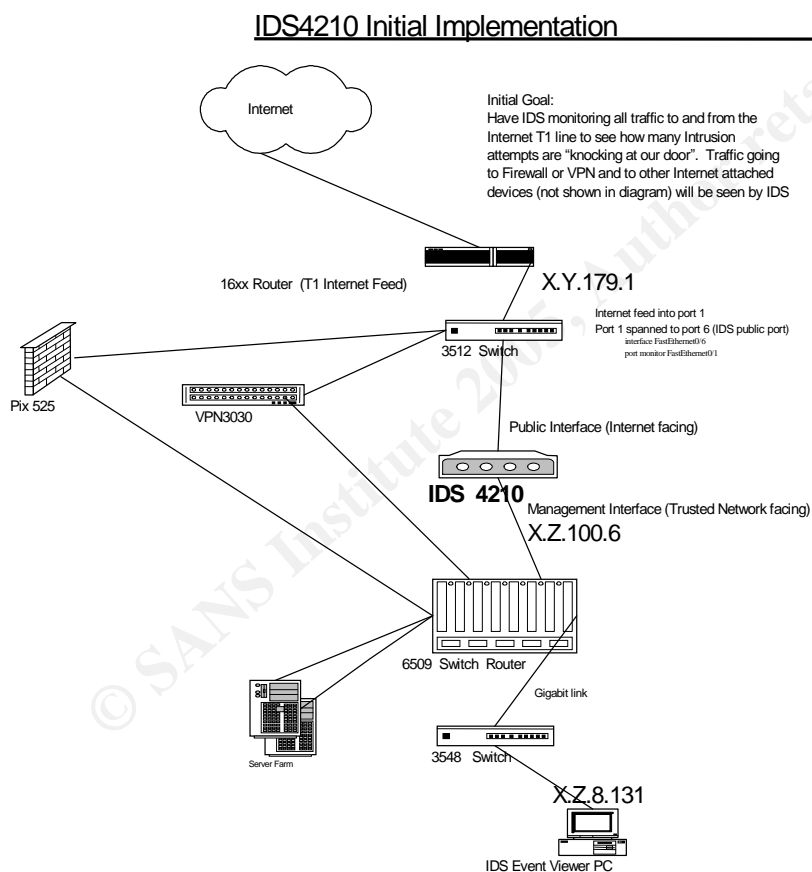 IDS4210 Initial Implementation
Internet
Initial Goal:
Have IDS monitoring all traffic to and from the
Internet T1 line to see how many Intrusion
attempts are “knocking at our door”. Traffic going
to Firewall or VPN and to other Internet attached
devices (not shown in diagram) will be seen by IDS
16xx Router (T1 Internet Feed)
X.Y.179.1
Internet feed into port 1
Port 1 spanned to port 6 (IDS public port)
interface FastEthernet0/6
port monitor FastEthernet0/1
3512 Switch
Pix 525
VPN3030
Public Interface (Internet facing)
IDS 4210
Management Interface (Trusted Network facing)
X.Z.100.6
6509 Switch Router
Gigabit link
Server Farm
3548 Switch
X.Z.8.131
IDS Event Viewer PC
© SANS Institute 2005, Author reta